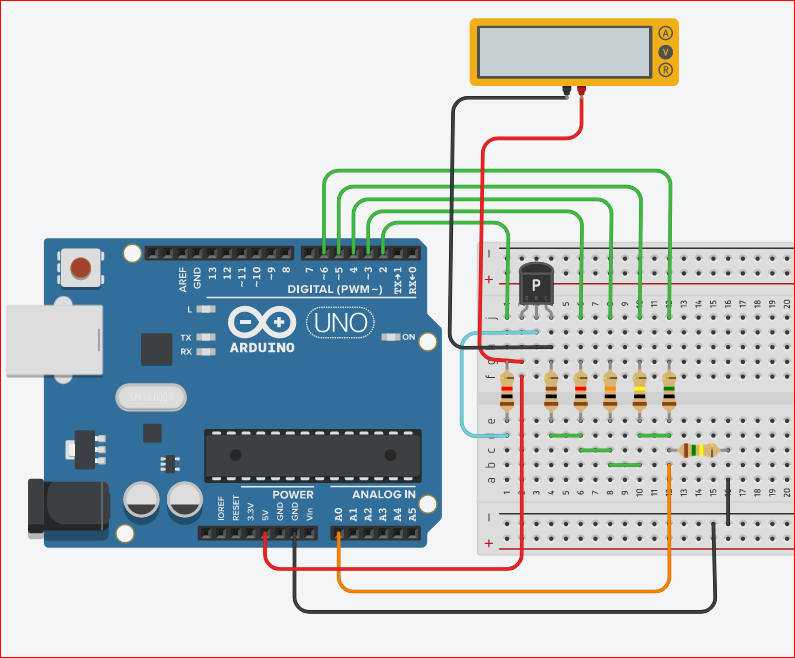 A
V
R
AREF
GND
13
12
~11
~10
~9
8
7
~6
~5
4
~3
2
TX→1
RX←0
DIGITAL (PWM~)
L
TX
RX
ARDUINO
UNO
ON
P
POWER
ANALOG IN
IOREF
RESET
3.3V
5V
GND
GND
Vin
A0
A1
A2
A3
A4
A5
j
g
f
e
c
b
a
1 2 3 4 5 6 7 8 9 10 11 12 13 14 15 16 17 18 19 20